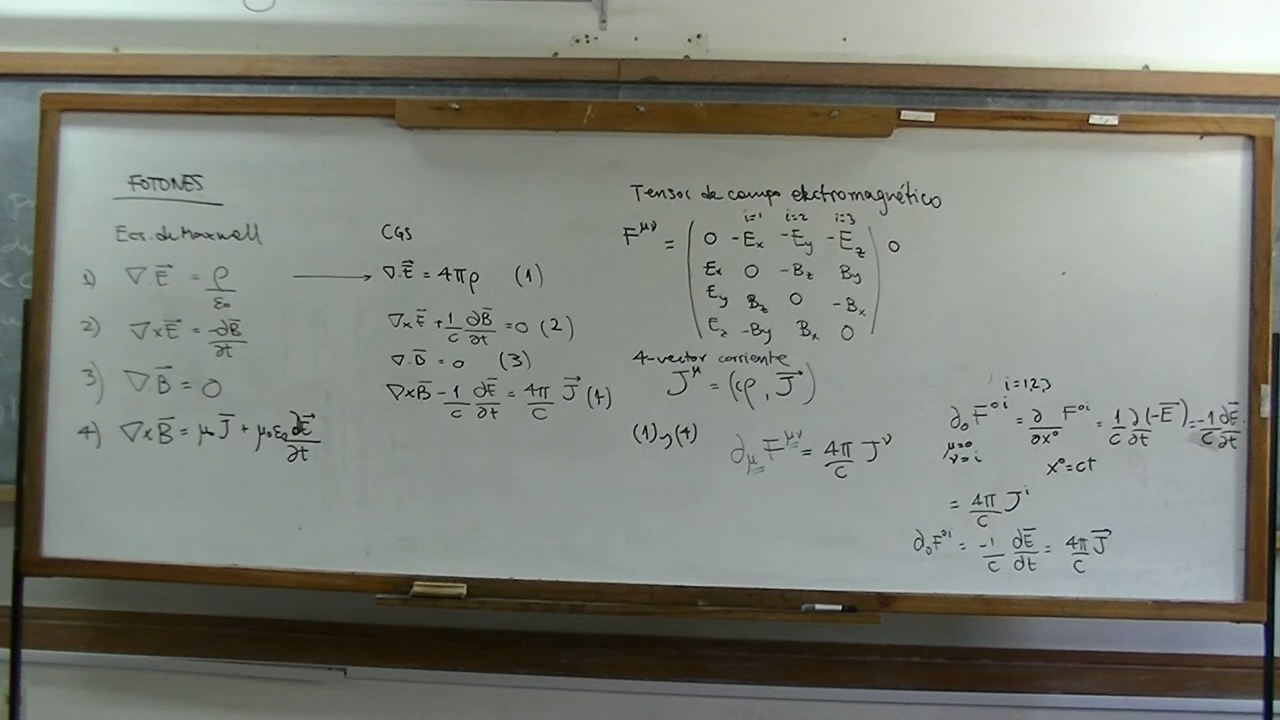 FOTONES
Ecs. de Maxwell
1) ∇ E⃗ = ρ/ε₀
2) ∇×E⃗ = -∂B⃗/∂t
3) ∇ B⃗ = 0
4) ∇×B⃗ = μ₀ J⃗ + μ₀ε₀ ∂E⃗/∂t
CGS
∇·E⃗ = 4πρ (1)
∇×E⃗ + 1/c ∂B⃗/∂t = 0 (2)
∇·B⃗ = 0 (3)
∇×B⃗ - 1/c ∂E⃗/∂t = 4π/c J⃗ (4)
Tensor de campo electromagnético
i=1 i=2 i=3
F^μν = ( 0 -Ex -Ey -Ez ) 0
Ex 0 -Bz By
Ey Bz 0 -Bx
Ez -By Bx 0
4-vector corriente
J^μ = (cρ, J⃗)
(1) y (4) ∂_μ F^μν = 4π/c J^ν
i=1,2,3
∂₀F^0i = ∂/∂x⁰ F^0i = 1/c ∂/∂t (-E⃗) = -1/c ∂E⃗/∂t
μ=0
ν=i
x⁰=ct
= 4π/c J^i
∂₀F^0i = -1/c ∂E⃗/∂t = 4π/c J⃗